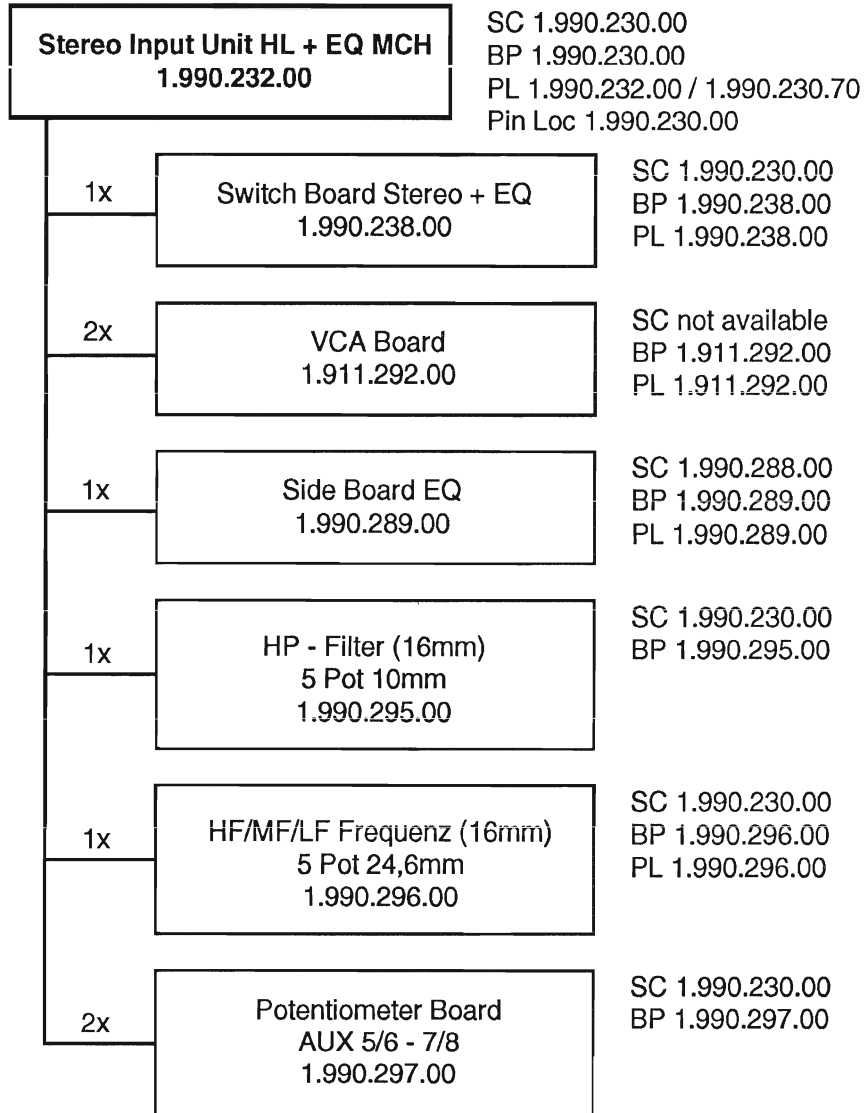 Stereo Input Unit HL + EQ MCH
1.990.232.00
SC 1.990.230.00
BP 1.990.230.00
PL 1.990.232.00 / 1.990.230.70
Pin Loc 1.990.230.00
1x
Switch Board Stereo + EQ
1.990.238.00
SC 1.990.230.00
BP 1.990.238.00
PL 1.990.238.00
2x
VCA Board
1.911.292.00
SC not available
BP 1.911.292.00
PL 1.911.292.00
1x
Side Board EQ
1.990.289.00
SC 1.990.288.00
BP 1.990.289.00
PL 1.990.289.00
1x
HP - Filter (16mm)
5 Pot 10mm
1.990.295.00
SC 1.990.230.00
BP 1.990.295.00
1x
HF/MF/LF Frequenz (16mm)
5 Pot 24,6mm
1.990.296.00
SC 1.990.230.00
BP 1.990.296.00
PL 1.990.296.00
2x
Potentiometer Board
AUX 5/6 - 7/8
1.990.297.00
SC 1.990.230.00
BP 1.990.297.00